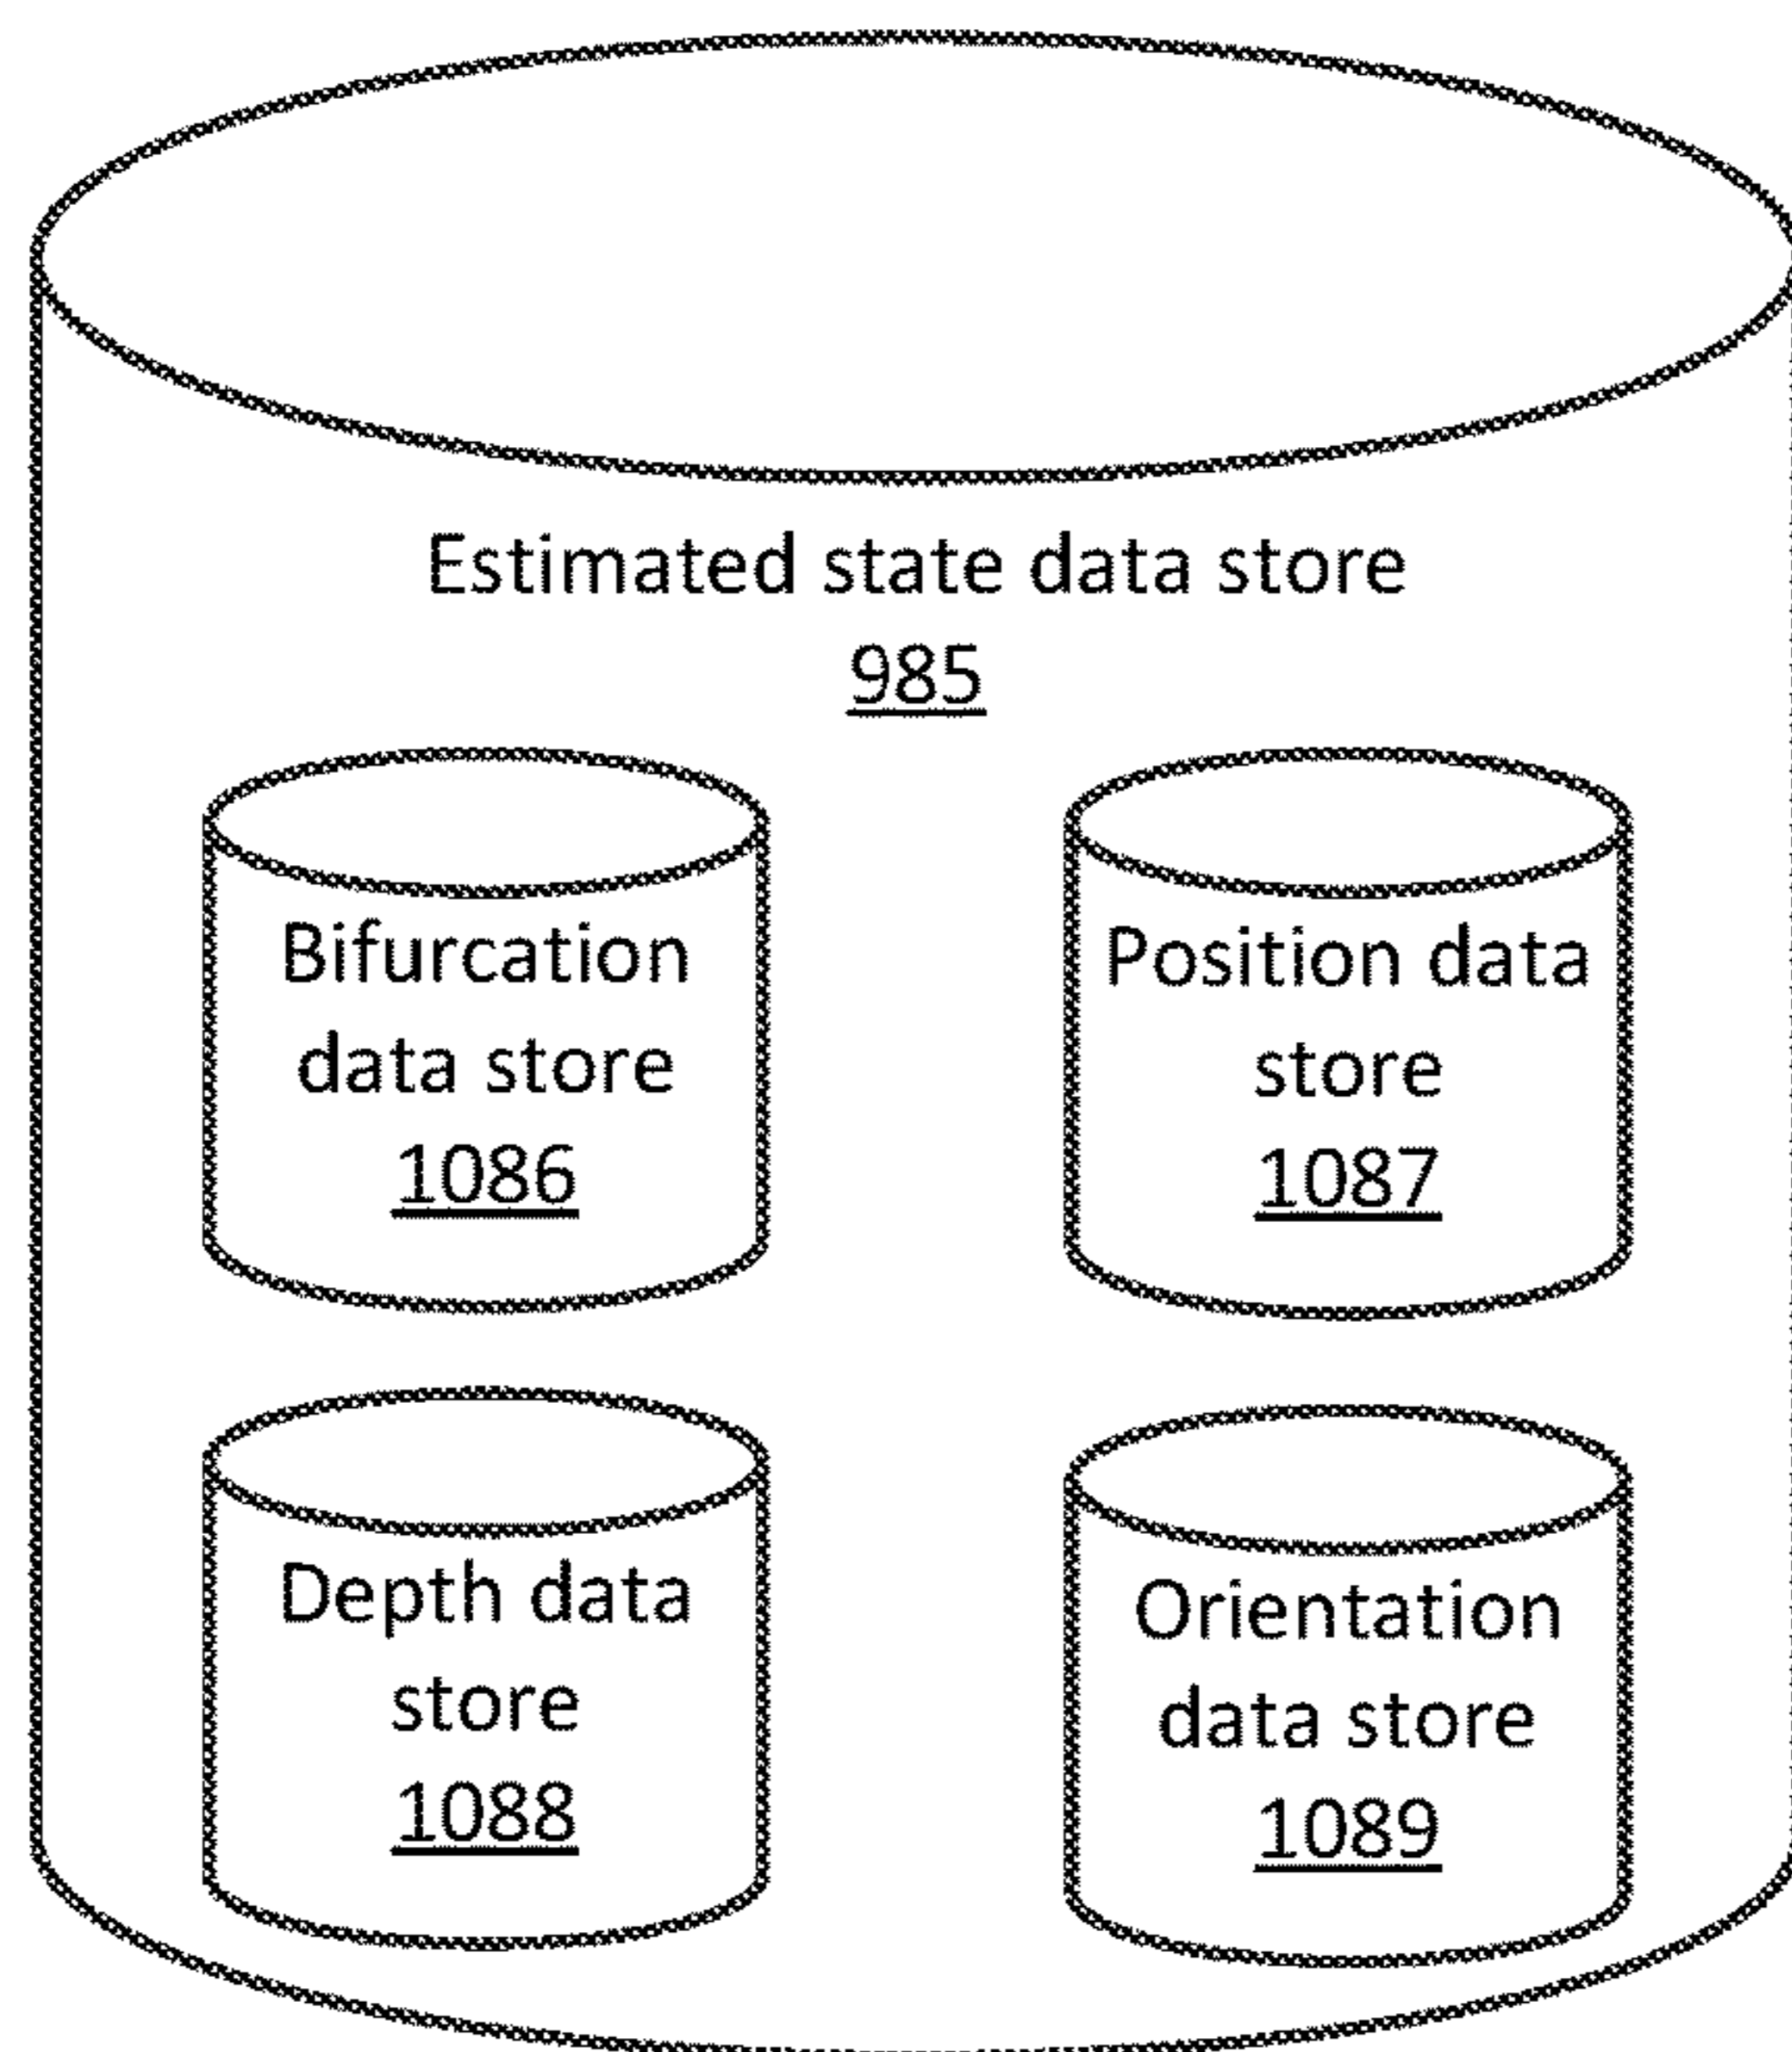 Estimated state data store
985
Bifurcation
data store
1086
Position data
store
1087
Depth data
store
1088
Orientation
data store
1089